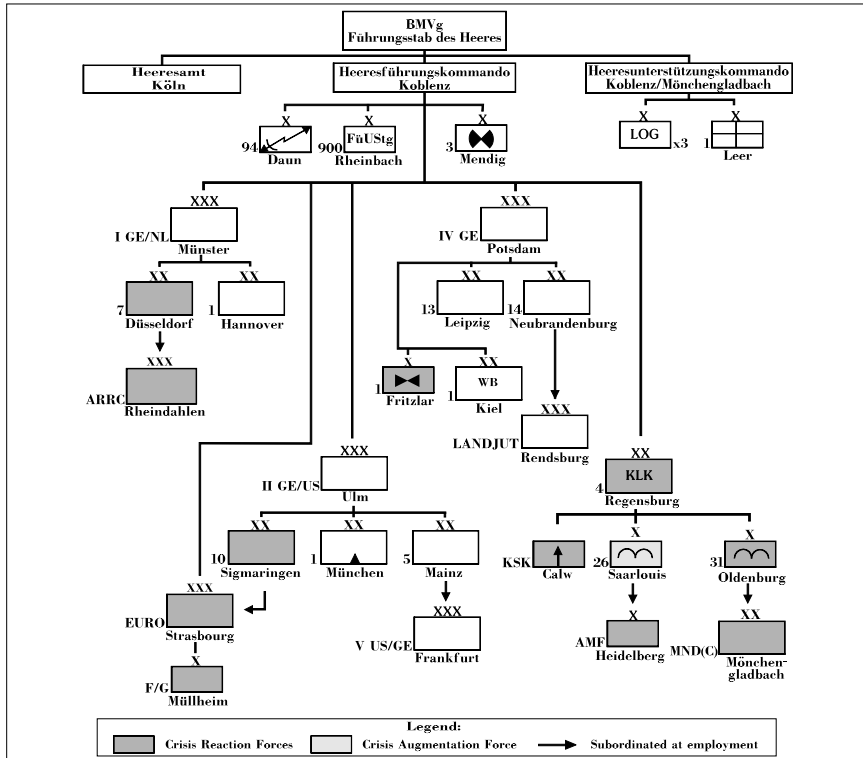 BMVg
Führungsstab des Heeres
Heeresamt
Köln
Heeresführungskommando
Koblenz
Heeresunterstützungskommando
Koblenz/Mönchengladbach
X
94
Daun
X
FüUStg
900
Rheinbach
X
3
Mendig
X
LOG
x3
X
1
Leer
XXX
I GE/NL
Münster
XXX
IV GE
Potsdam
XX
7
Düsseldorf
XX
1
Hannover
XX
13
Leipzig
XX
14
Neubrandenburg
XXX
ARRC
Rheindahlen
X
1
Fritzlar
XX
WB
1
Kiel
XXX
LANDJUT
Rendsburg
XXX
II GE/US
Ulm
XX
KLK
4
Regensburg
XX
10
Sigmaringen
XX
1
München
XX
5
Mainz
KSK
Calw
X
26
Saarlouis
X
31
Oldenburg
XXX
EURO
Strasbourg
XXX
V US/GE
Frankfurt
X
AMF
Heidelberg
XX
MND(C)
Mönchen-
gladbach
X
F/G
Müllheim
Legend:
Crisis Reaction Forces
Crisis Augmentation Force
Subordinated at employment